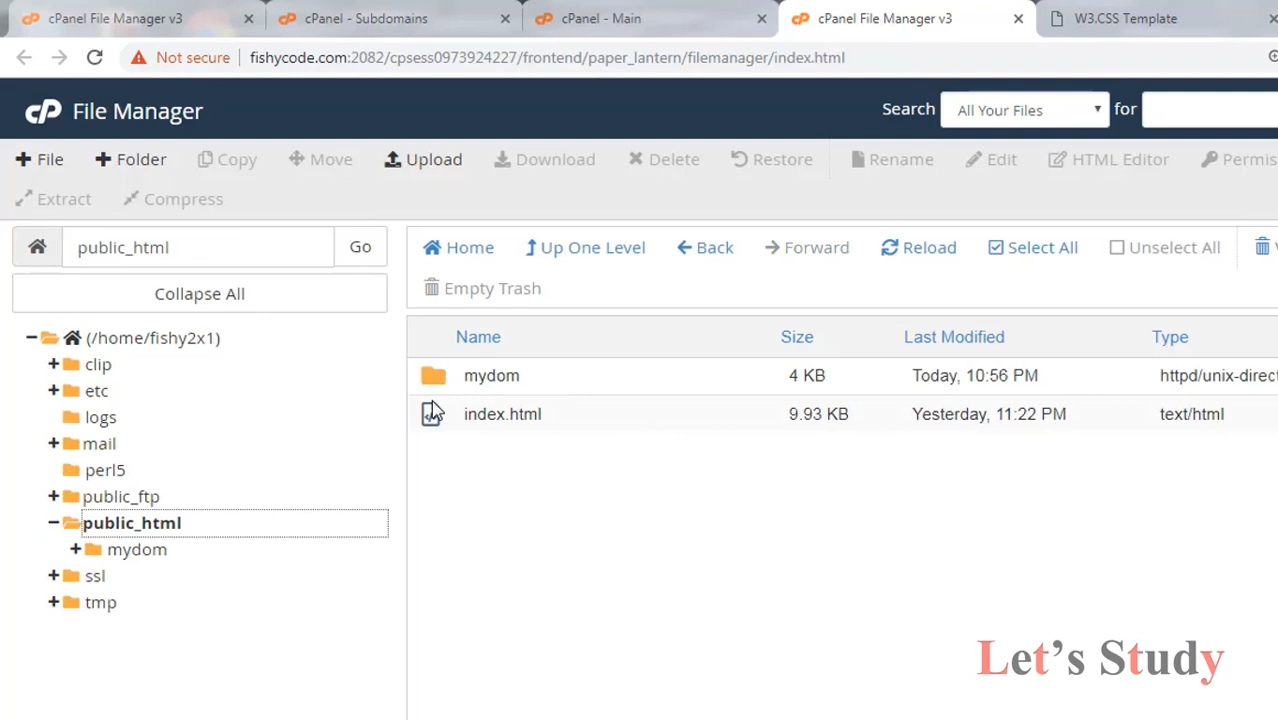 cPanel File Manager v3
cPanel - Subdomains
cPanel - Main
cPanel File Manager v3
W3.CSS Template
Not secure
fishycode.com:2082/cpsess0973924227/frontend/paper_lantern/filemanager/index.html
cP File Manager
Search
All Your Files
for
File
Folder
Copy
Move
Upload
Download
Delete
Restore
Rename
Edit
HTML Editor
Permis
Extract
Compress
public_html
Go
Home
Up One Level
Back
Forward
Reload
Select All
Unselect All
Collapse All
Empty Trash
Name
Size
Last Modified
Type
mydom
4 KB
Today, 10:56 PM
httpd/unix-direct
index.html
9.93 KB
Yesterday, 11:22 PM
text/html
(/home/fishy2x1)
clip
etc
logs
mail
perl5
public_ftp
public_html
mydom
ssl
tmp
Let's Study